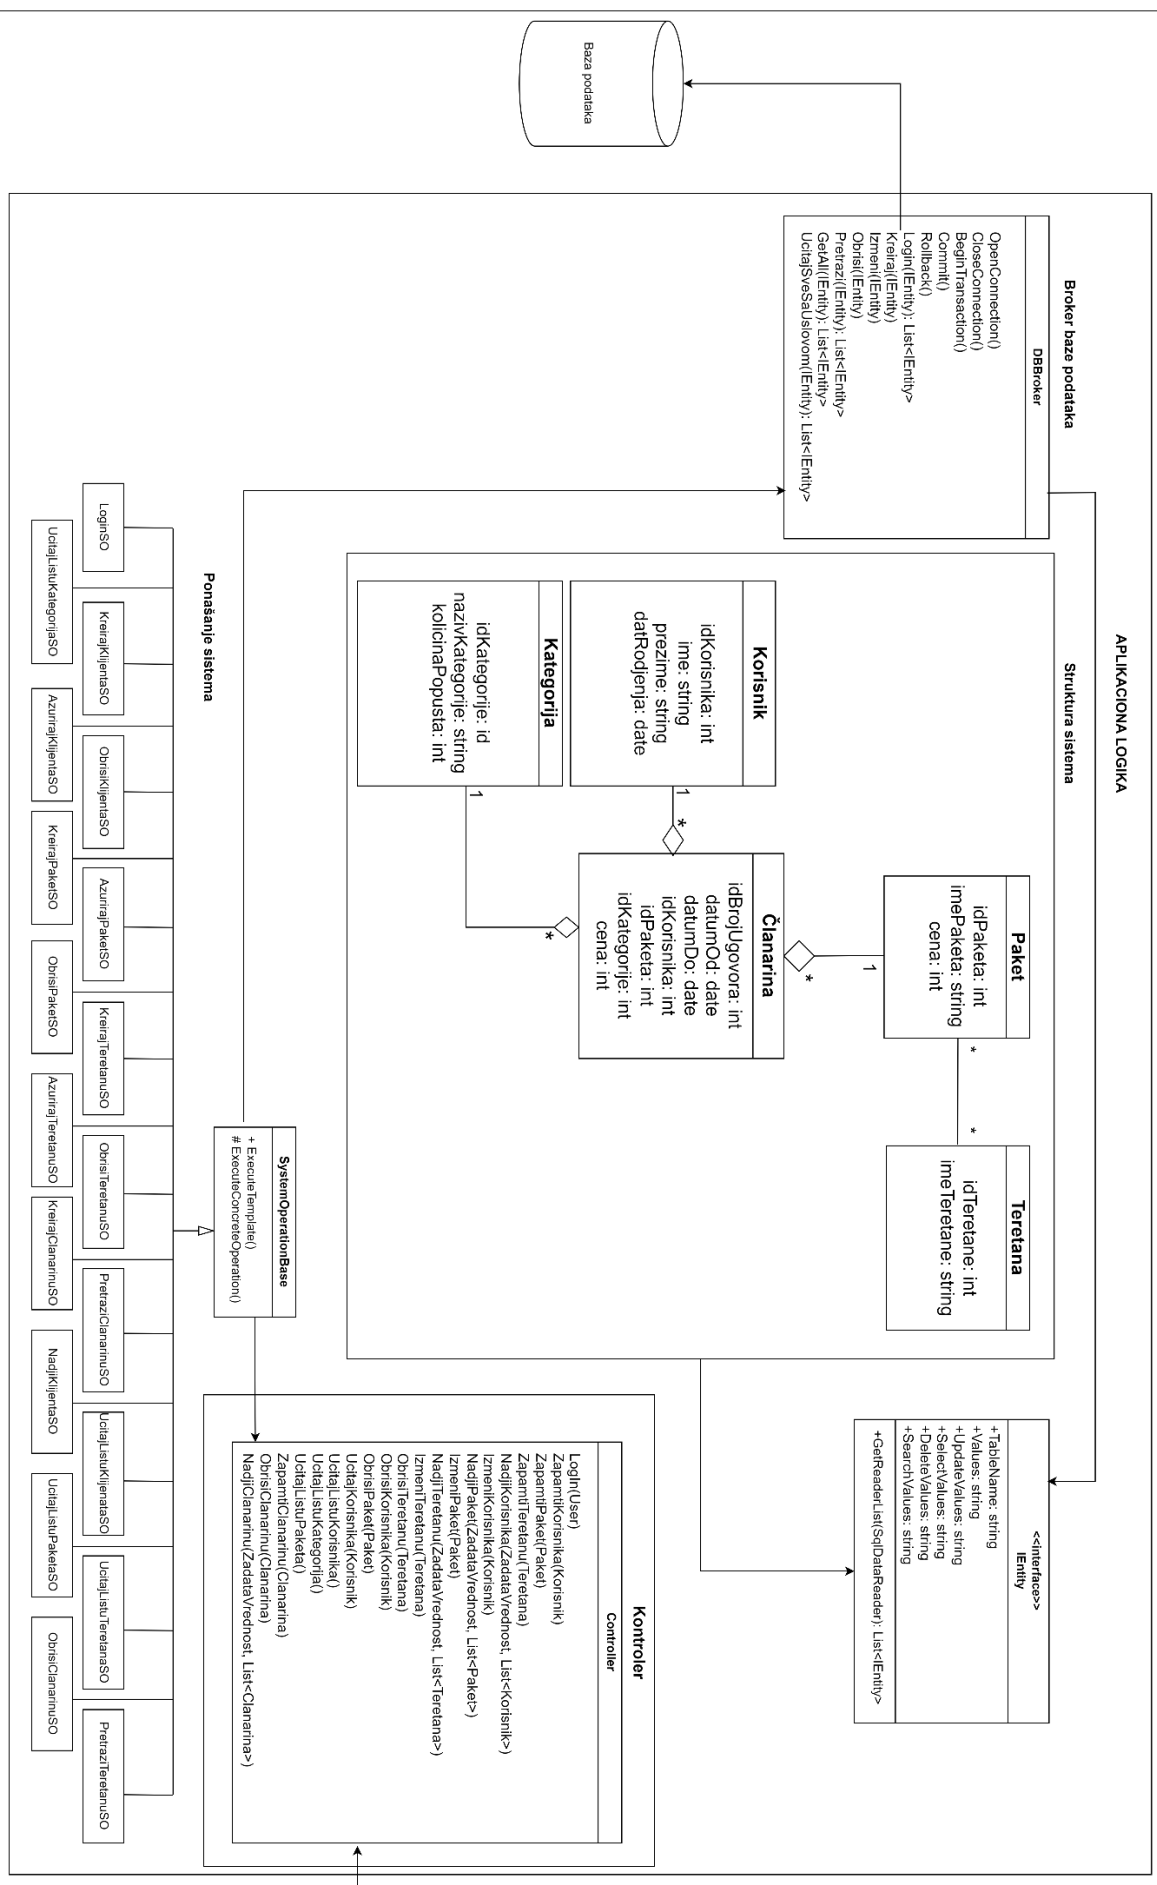 Baza podataka
APLIKACIONA LOGIKA
Broker baze podataka
DBBroker
OpenConnection()
CloseConnection()
BeginTransaction()
Commit()
Rollback()
Login(IEntity): List<IEntity>
Kreiraj(IEntity)
Izmeni(IEntity)
Obrisi(IEntity)
Pretrazi(IEntity): List<IEntity>
GetAll(IEntity): List<IEntity>
UcitajSveSaUslovom(IEntity): List<IEntity>
Struktura sistema
Paket
idPaketa: int
imePaketa: string
cena: int
*
*
Teretana
idTeretane: int
imeTeretane: string
1
*
Korisnik
idKorisnika: int
ime: string
prezime: string
datRodjenja: date
1
*
Članarina
idBrojUgovora: int
datumOd: date
datumDo: date
idKorisnika: int
idPaketa: int
idKategorije: int
cena: int
Kategorija
idKategorije: id
nazivKategorije: string
kolicinaPopusta: int
1
*
<<interface>>
IEntity
+TableName: string
+Values: string
+UpdateValues: string
+SelectValues: string
+DeleteValues: string
+SearchValues: string
+GetReaderList(SqlDataReader): List<IEntity>
Kontroler
Controller
LogIn(User)
ZapamtiKorisnika(Korisnik)
ZapamtiPaket(Paket)
ZapamtiTeretanu(Teretana)
NadjiKorisnika(ZadataVrednost, List<Korisnik>)
IzmeniKorisnika(Korisnik)
NadjiPaket(ZadataVrednost, List<Paket>)
IzmeniPaket(Paket)
NadjiTeretanu(ZadataVrednost, List<Teretana>)
IzmeniTeretanu(Teretana)
ObrisiTeretanu(Teretana)
ObrisiKorisnika(Korisnik)
ObrisiPaket(Paket)
UcitajKorisnika(Korisnik)
UcitajListuKorisnika()
UcitajListuKategorija()
UcitajListuPaketa()
ZapamtiClanarinu(Clanarina)
ObrisiClanarinu(Clanarina)
NadjiClanarinu(ZadataVrednost, List<Clanarina>)
Ponašanje sistema
SystemOperationBase
+ ExecuteTemplate()
# ExecuteConcreteOperation()
LoginSO
KreirajKlijentaSO
ObrisiKlijentaSO
AzurirajPaketSO
KreirajTeretanuSO
ObrisiTeretanuSO
PretraziClanarinuSO
UcitajListuKlijenaSO
UcitajListuTeretanaSO
PretraziTeretanuSO
UcitajListuKategorijaSO
AzurirajKlijentaSO
KreirajPaketSO
ObrisiPaketSO
AzurirajTeretanuSO
KreirajClanarinuSO
NadjiKlijentaSO
UcitajListuPaketaSO
ObrisiClanarinuSO